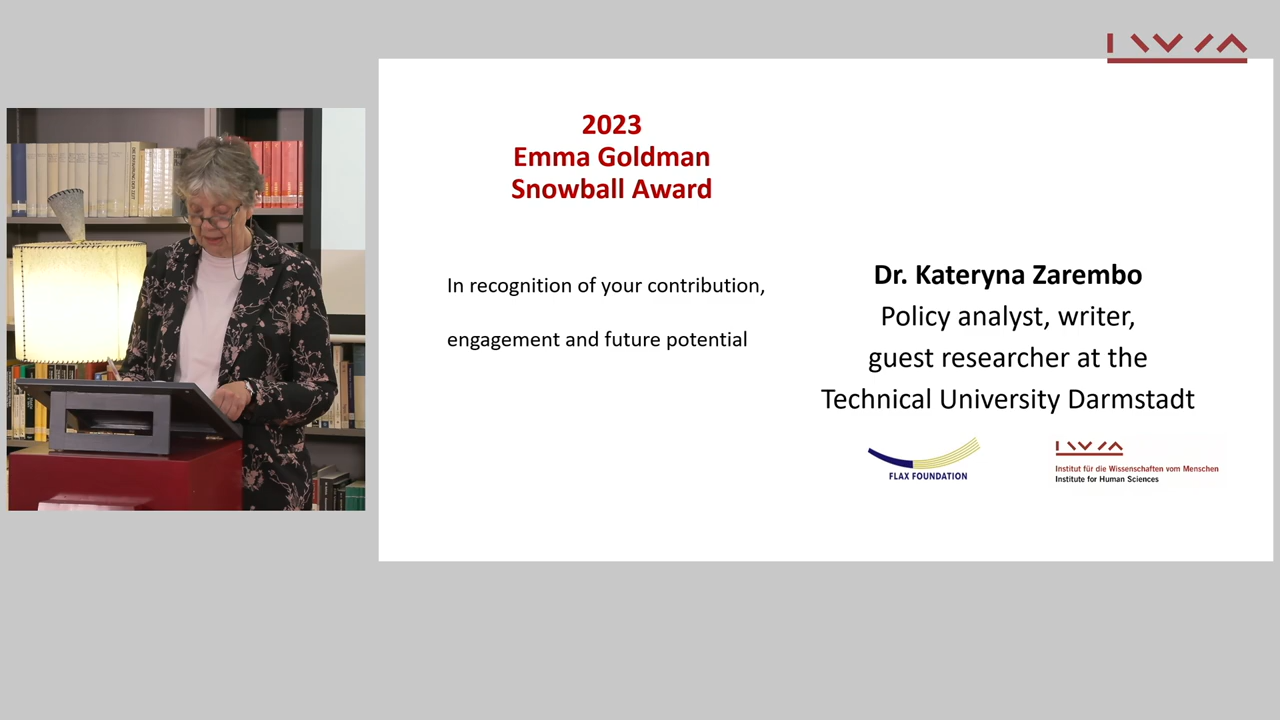 2023
Emma Goldman
Snowball Award
In recognition of your contribution,
engagement and future potential
Dr. Kateryna Zarembo
Policy analyst, writer,
guest researcher at the
Technical University Darmstadt
FLAX FOUNDATION
IWM
Institut für die Wissenschaften vom Menschen
Institute for Human Sciences
IWM